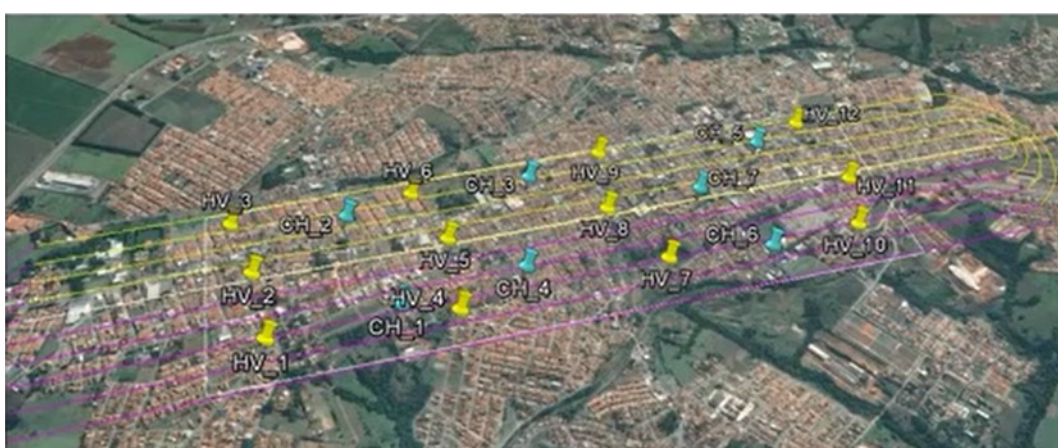 HV_12
CH_5
HV_6
HV_9
CH_3
CH_7
HV_11
HV_3
CH_2
HV_8
CH_6
HV_10
HV_5
HV_7
HV_2
HV_4
CH_4
CH_1
HV_1